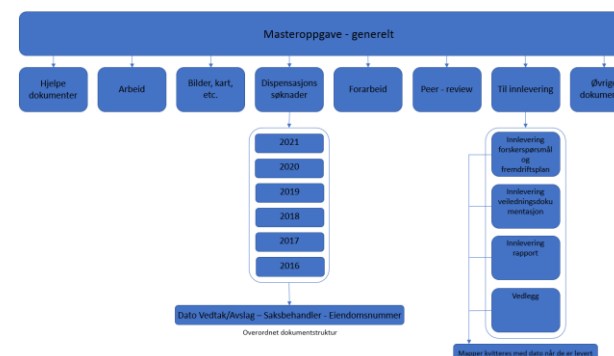 Masteroppgave - generelt
Hjelpe
dokumenter
Arbeid
Bilder, kart,
etc.
Dispensasjons
søknader
Forarbeid
Peer - review
Til innlevering
Øvrige
dokument
2021
2020
2019
2018
2017
2016
Dato Vedtak/Avslag – Saksbehandler - Eiendomsnummer
Overordnet dokumentstruktur
Innlevering
forskerspørsmål
og
fremdriftsplan
Innlevering
veiledningsdoku
mentasjon
Innlevering
rapport
Vedlegg
Mapper kvitteres med dato når de er levert